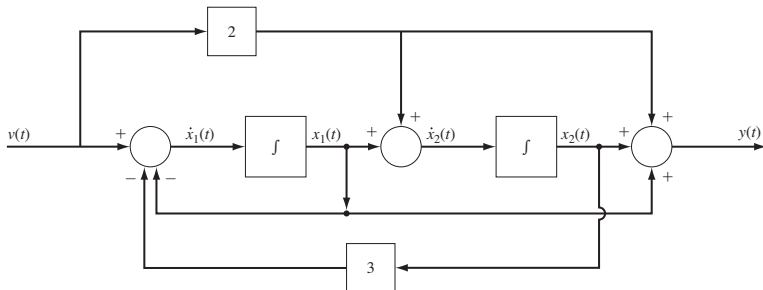 2
v(t)
+
ẋ₁(t)
∫
x₁(t)
+
+
ẋ₂(t)
∫
x₂(t)
+
+
y(t)
−
−
+
3